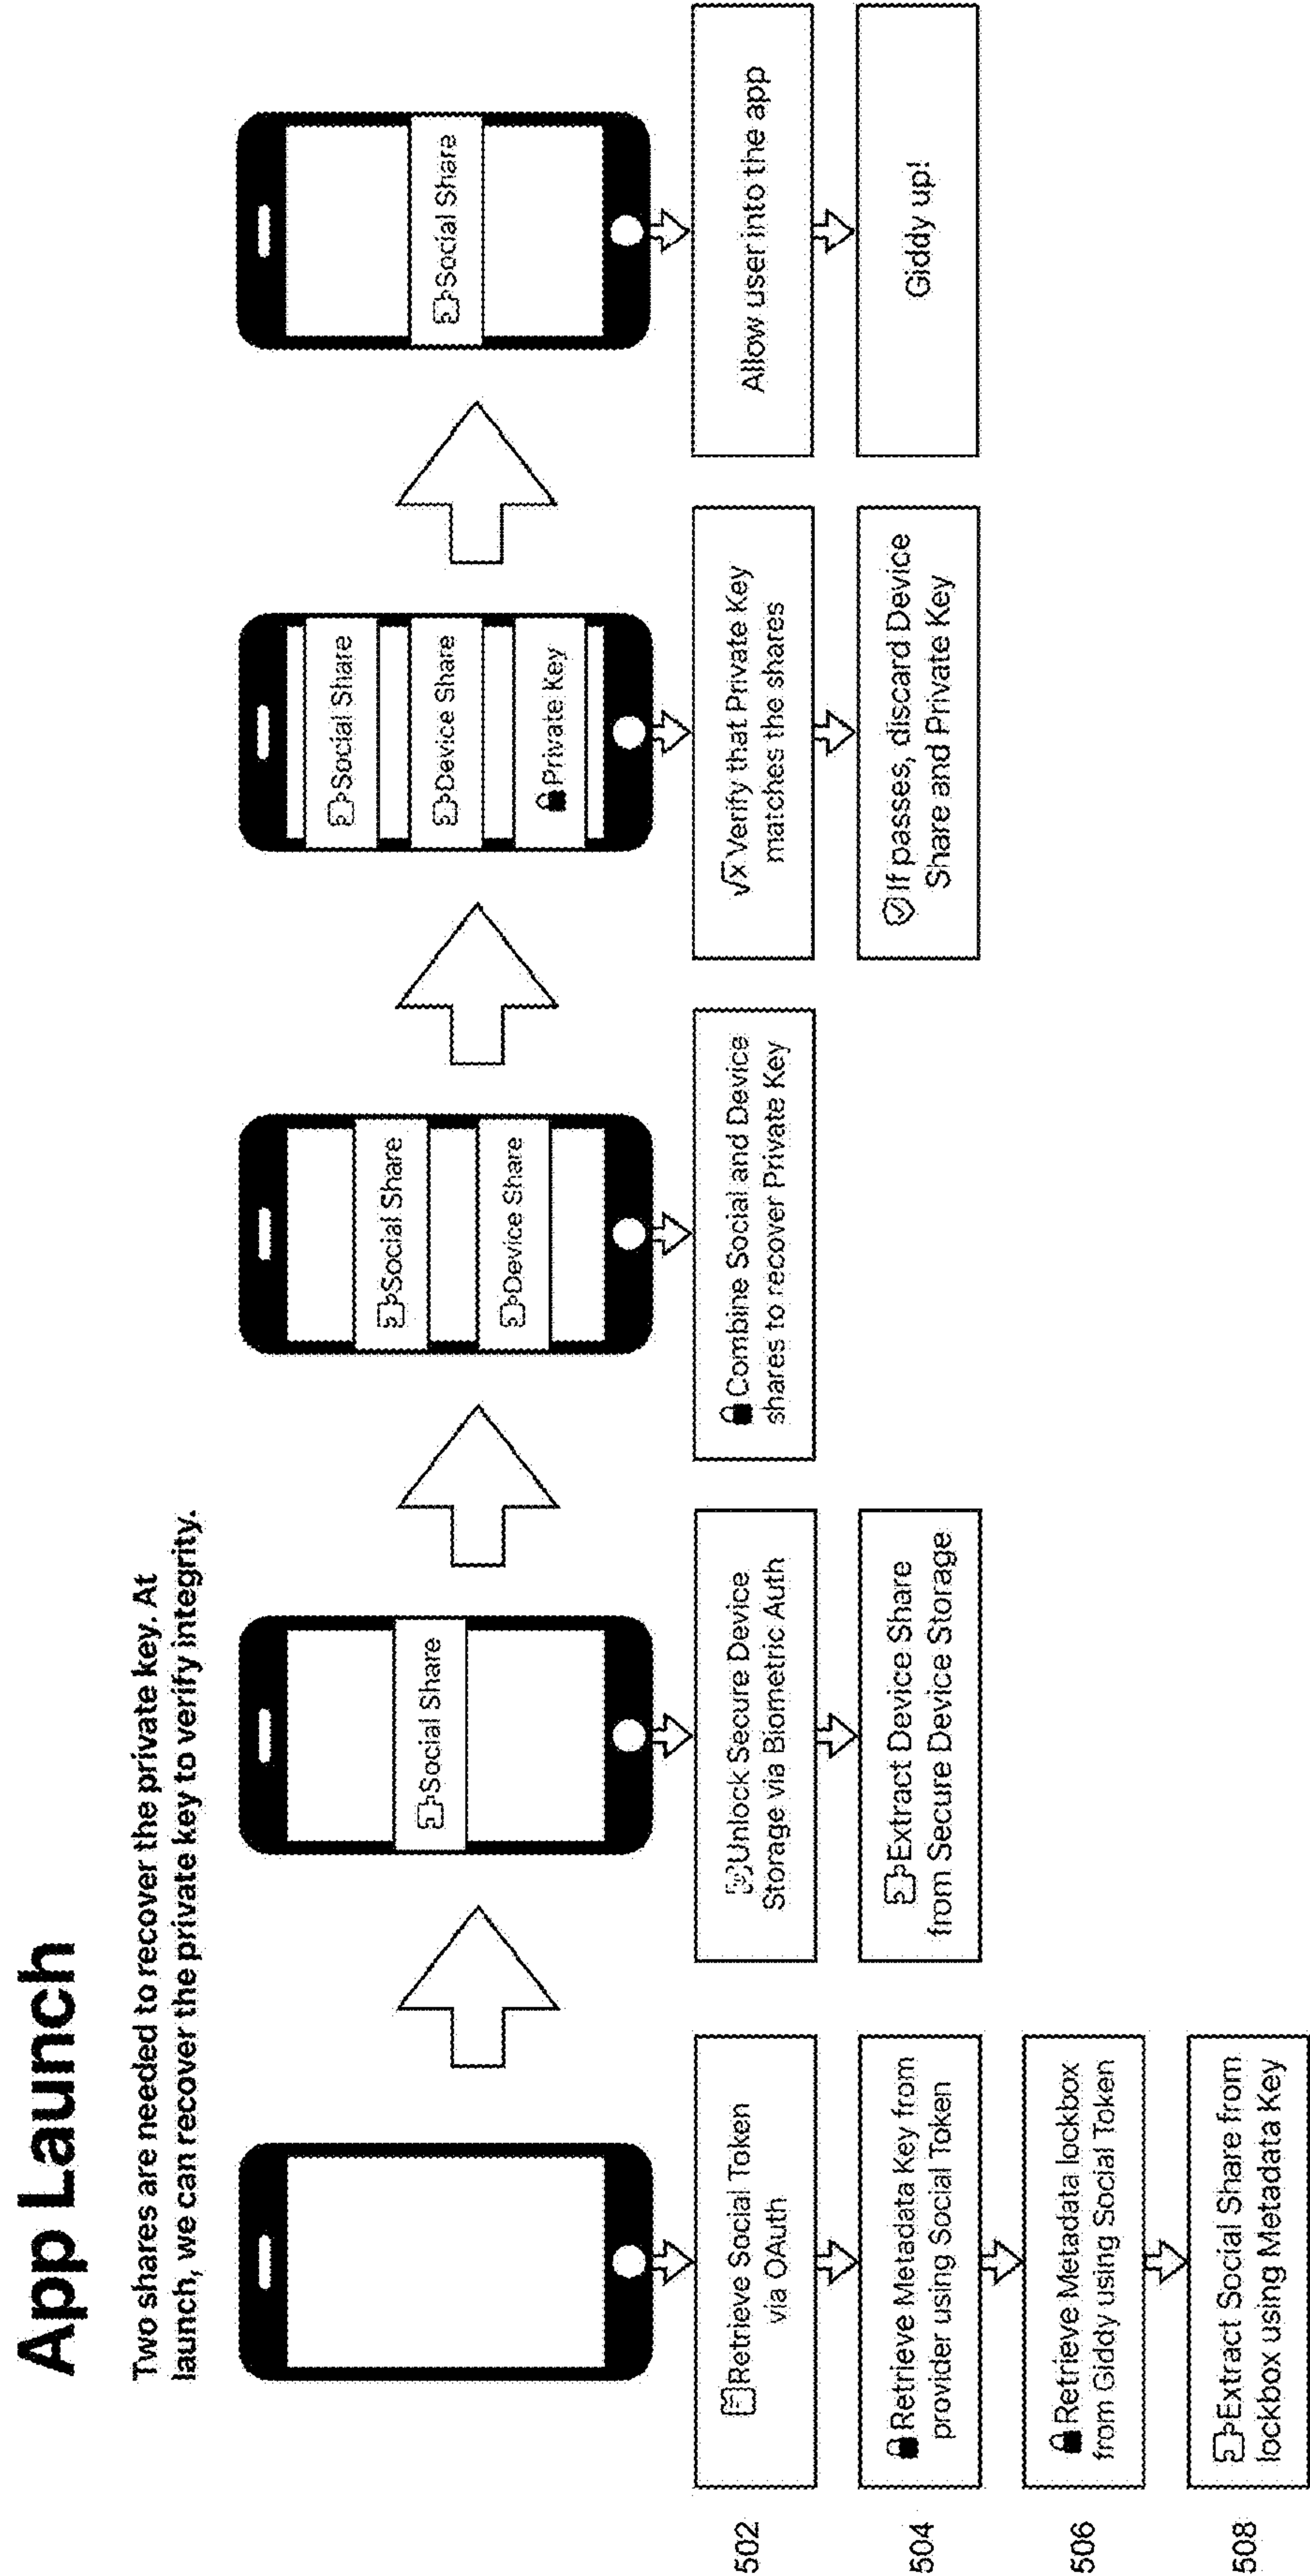 App Launch
Two shares are needed to recover the private key. At
launch, we can recover the private key to verify integrity.
Social Share
Social Share
Device Share
Social Share
Device Share
Private Key
Social Share
502
Retrieve Social Token
via OAuth
Unlock Secure Device
Storage via Biometric Auth
Combine Social and Device
shares to recover Private Key
√x Verify that Private Key
matches the shares
Allow user into the app
504
Retrieve Metadata Key from
provider using Social Token
Extract Device Share
from Secure Device Storage
If passes, discard Device
Share and Private Key
Giddy up!
506
Retrieve Metadata lockbox
from Giddy using Social Token
508
Extract Social Share from
lockbox using Metadata Key